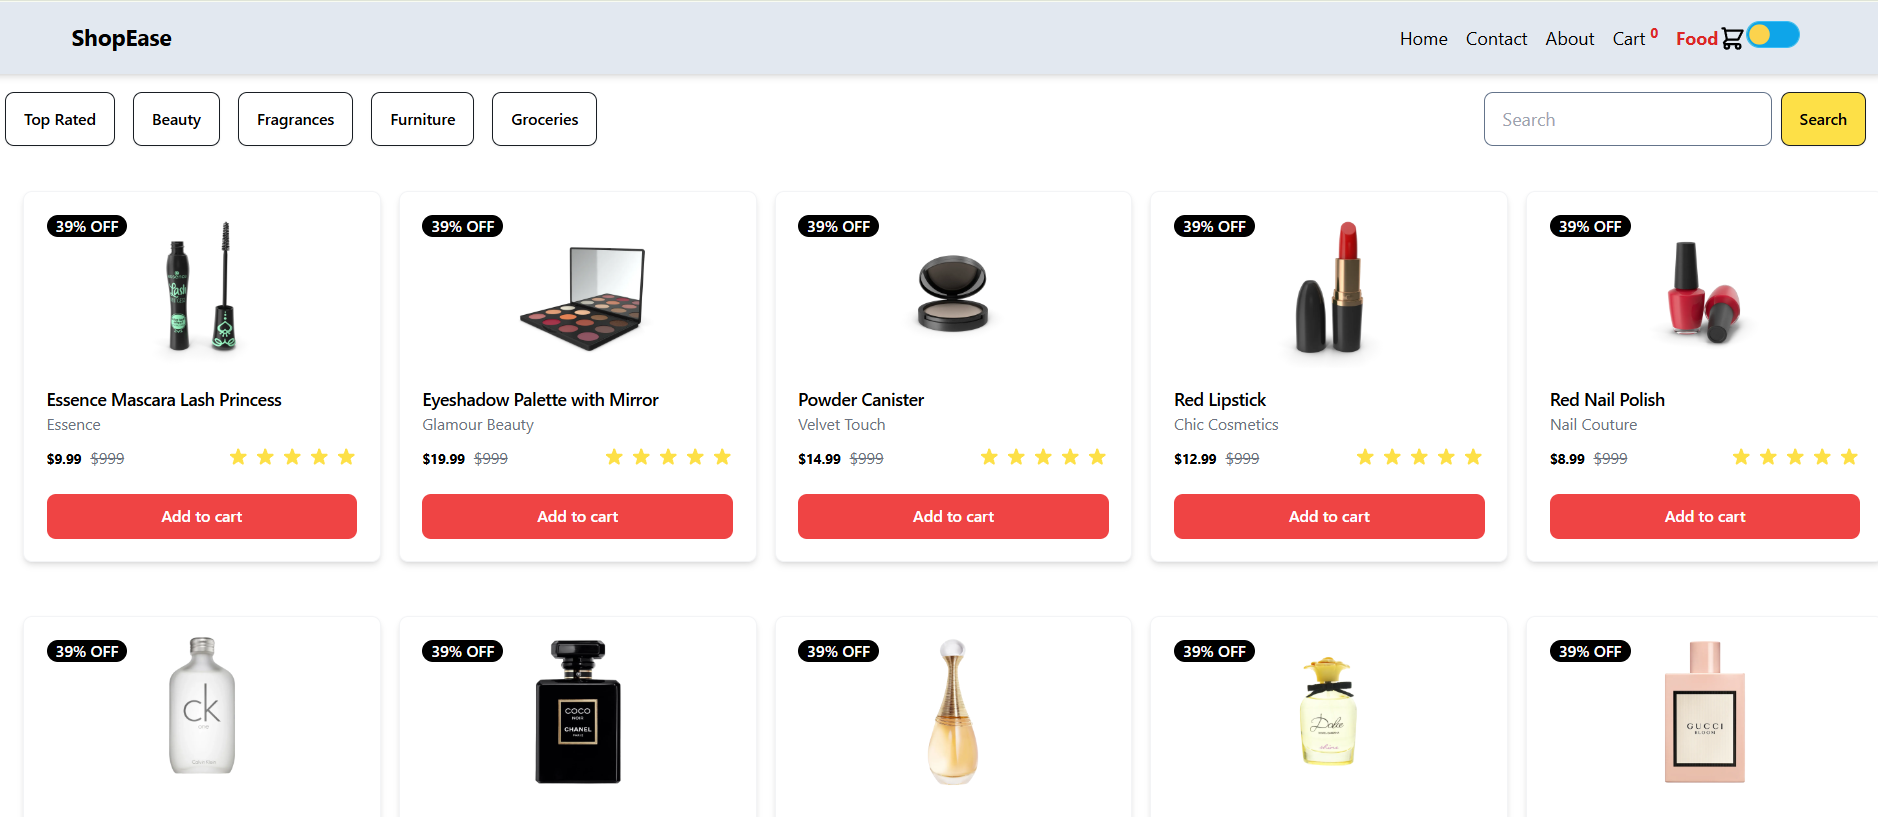 ShopEase
Home Contact About Cart 0 Food
Top Rated Beauty Fragrances Furniture Groceries Search Search
39% OFF 39% OFF 39% OFF 39% OFF 39% OFF
Lash
Essence Mascara Lash Princess Eyeshadow Palette with Mirror Powder Canister Red Lipstick Red Nail Polish
Essence Glamour Beauty Velvet Touch Chic Cosmetics Nail Couture
$9.99 $999 $19.99 $999 $14.99 $999 $12.99 $999 $8.99 $999
Add to cart Add to cart Add to cart Add to cart Add to cart
39% OFF 39% OFF 39% OFF 39% OFF 39% OFF
ck
one
Calvin Klein
COCO
NOIR
CHANEL
PARIS
Dolce
shine
GUCCI
BLOOM